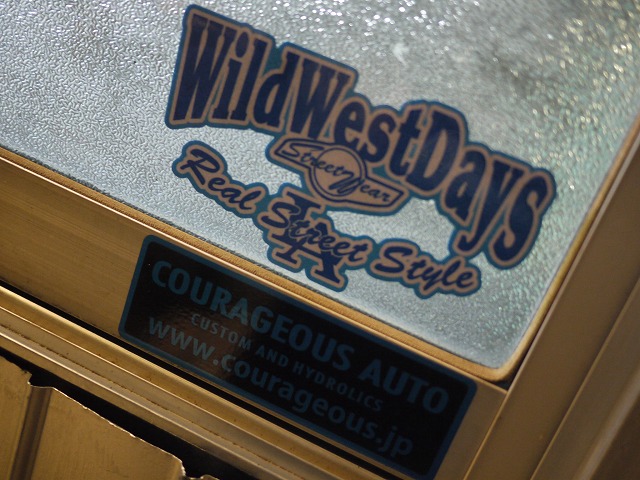 WildWestDays
StreetWear
Real Street Style
LA
COURAGEOUS AUTO
CUSTOM AND HYDROLICS
www.courageous.jp